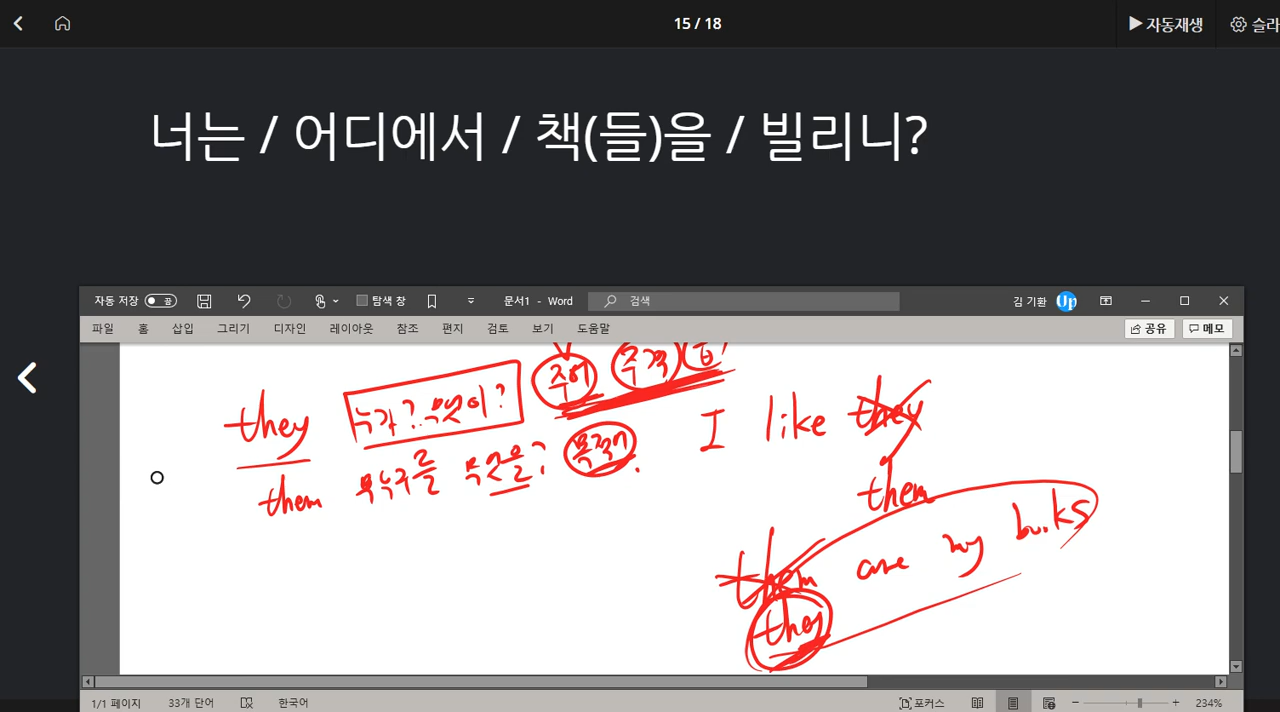 15 / 18
자동재생
슬라
너는 / 어디에서 / 책(들)을 / 빌리니?
자동 저장 끔
탐색 창
문서1 - Word
검색
김 기환
Up
파일 홈 삽입 그리기 디자인 레이아웃 참조 편지 검토 보기 도움말
공유 메모
they 누가? 무엇이? 주어 주격
I like they
them 누구를 무엇을? 목적어.
them
them are my books
they
1/1 페이지 33개 단어 한국어
포커스 234%